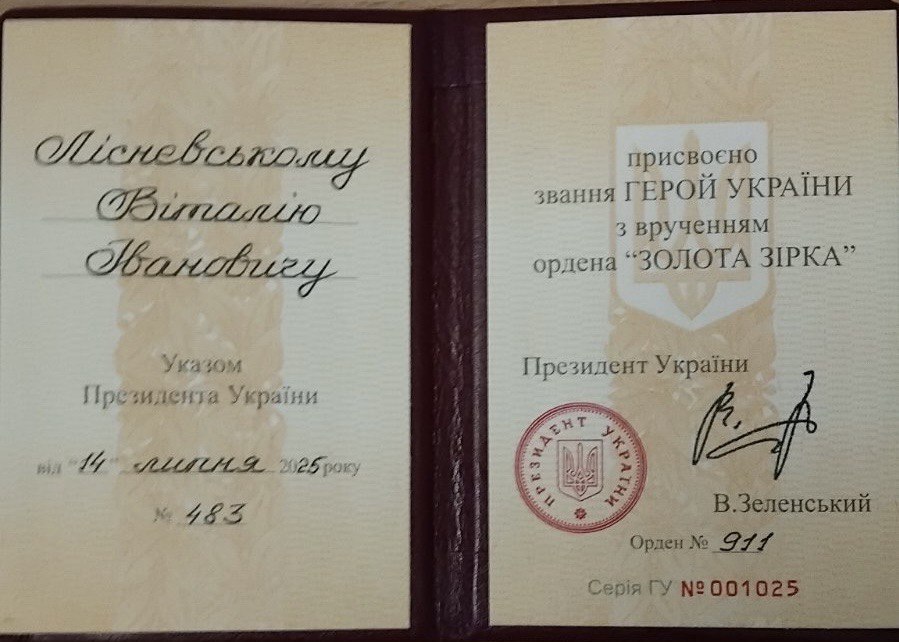 Лісневському
Віталію
Івановичу
Указом
Президента України
від "14" липня 2025 року
№ 483
присвоєно
звання ГЕРОЙ УКРАЇНИ
з врученням
ордена “ЗОЛОТА ЗІРКА”
Президент України
ПРЕЗИДЕНТ УКРАЇНИ
В.Зеленський
Орден № 911
Серія ГУ №001025